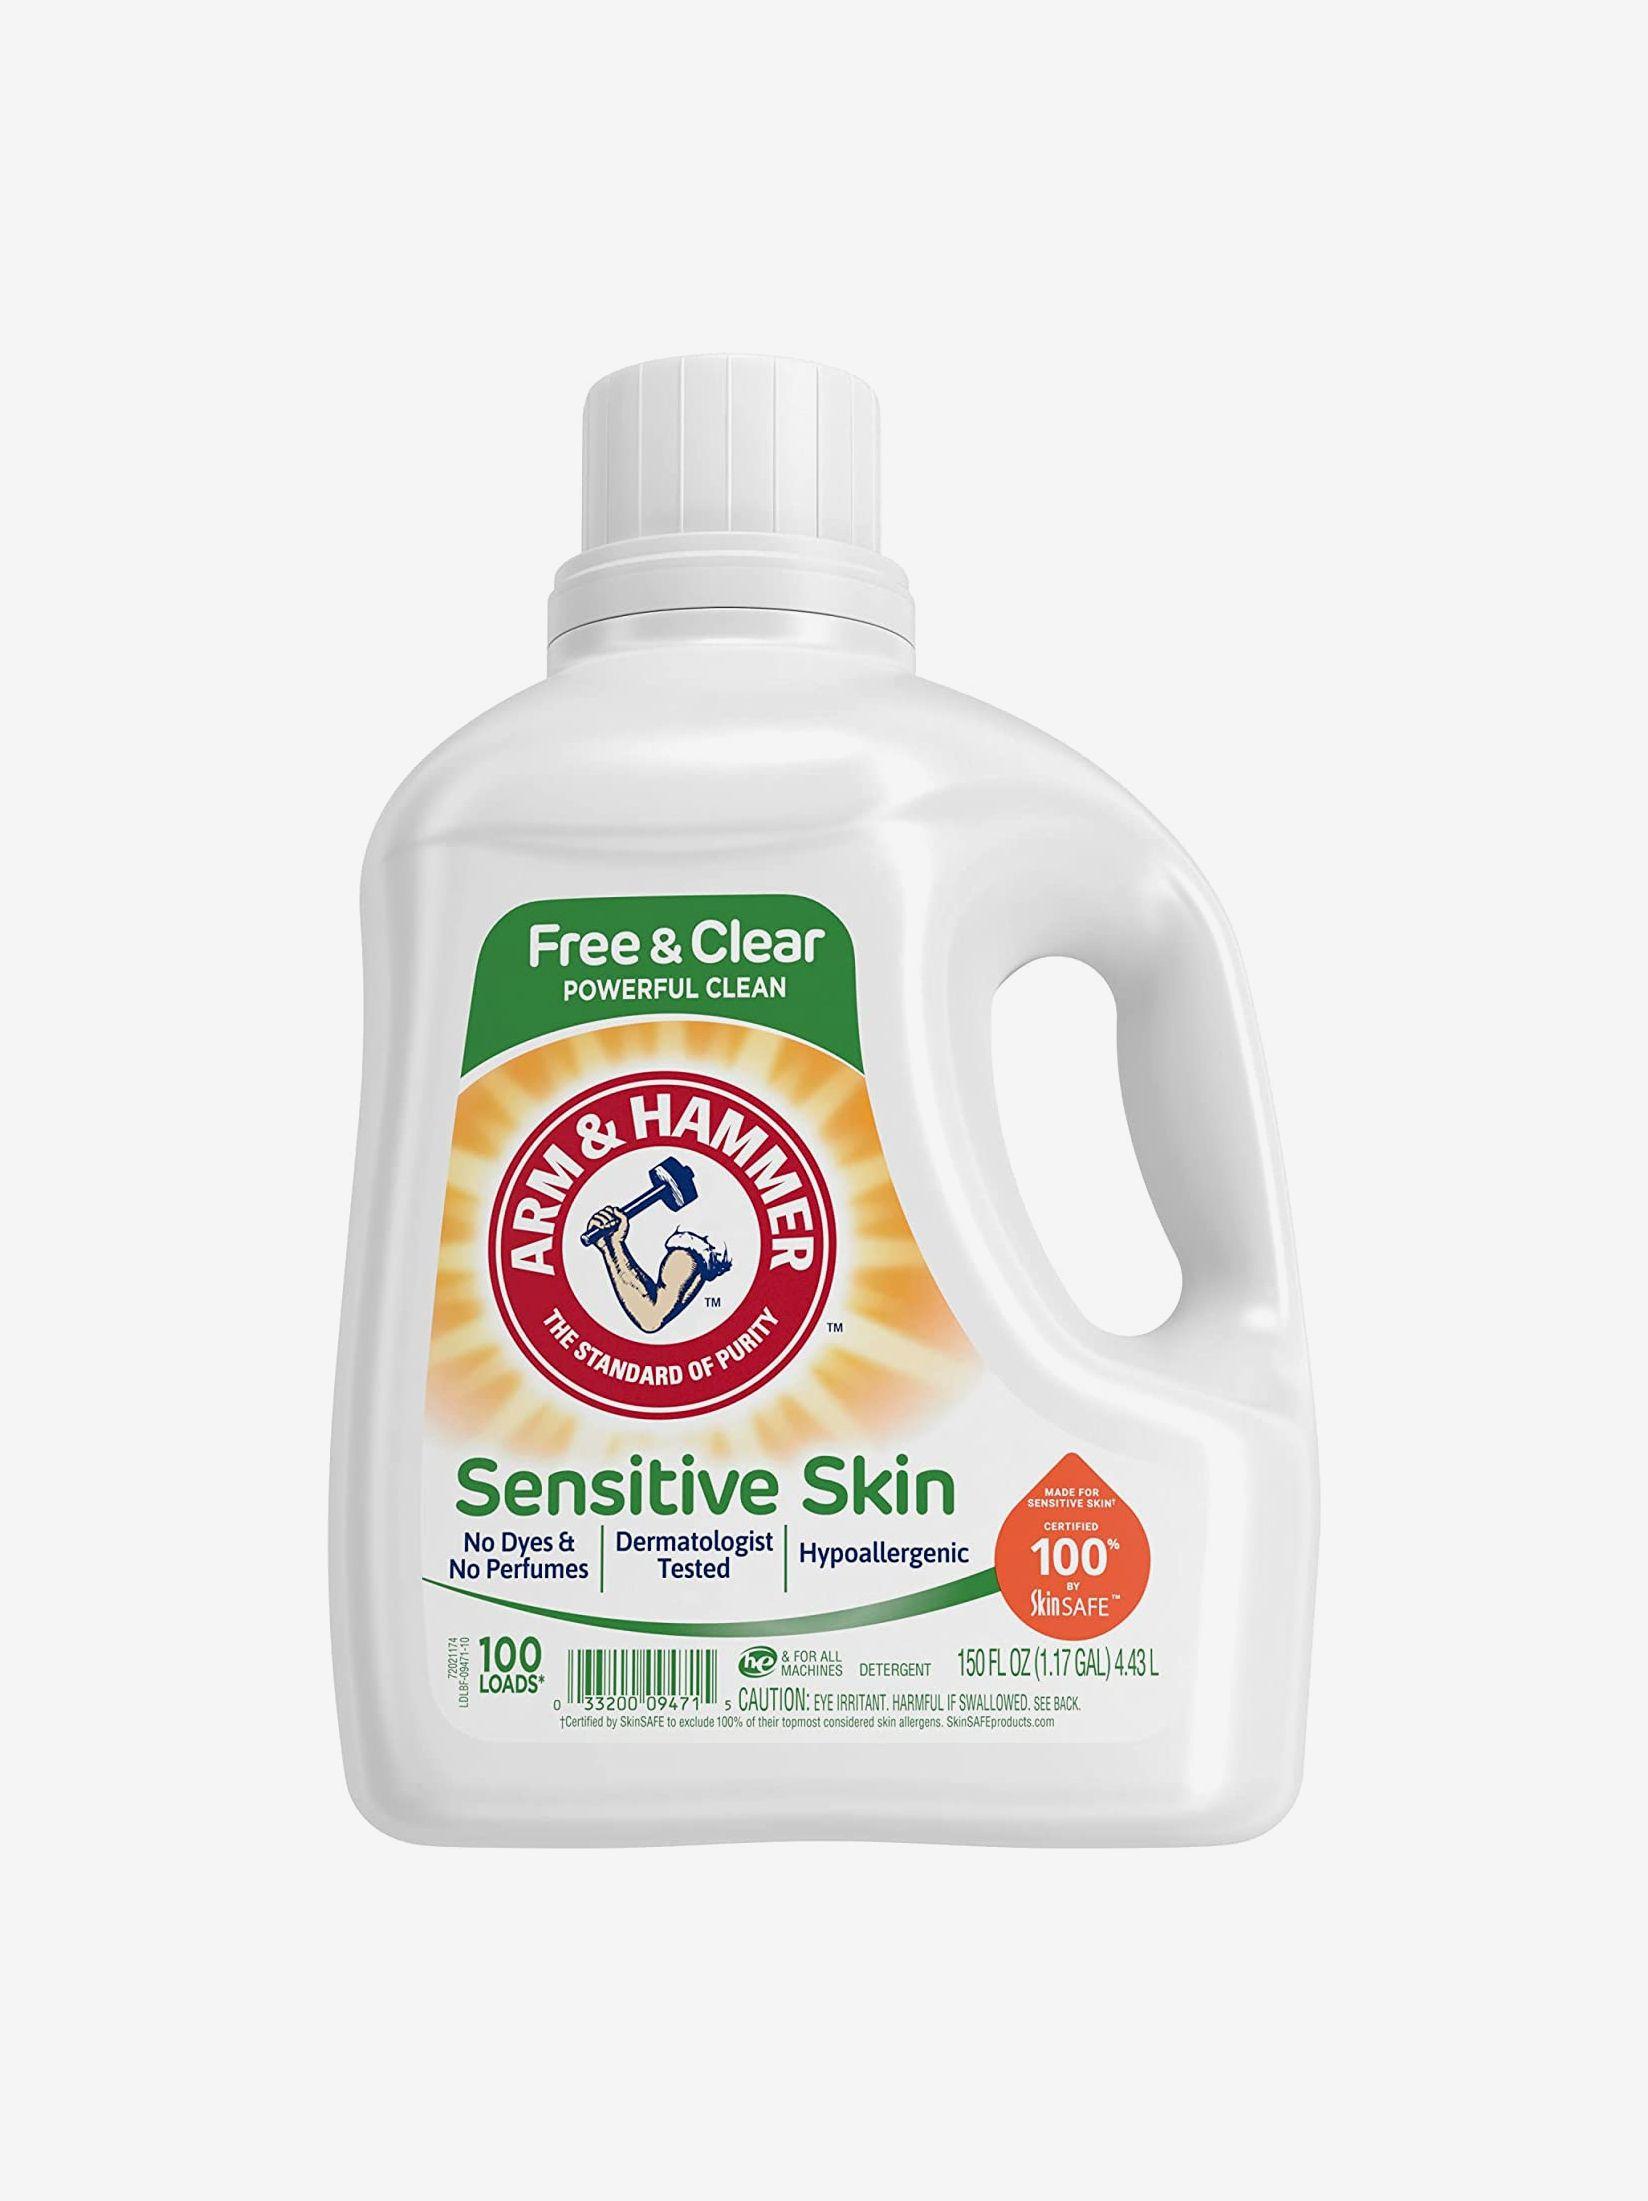 Free & Clear
POWERFUL CLEAN
ARM & HAMMER
THE STANDARD OF PURITY
TM
TM
Sensitive Skin
No Dyes &
No Perfumes
Dermatologist
Tested
Hypoallergenic
MADE FOR
SENSITIVE SKIN†
CERTIFIED
100%
BY
SkinSAFE™
72021174
LDLBF-09471-10
100
LOADS*
0 33200 09471 5
he
& FOR ALL
MACHINES
DETERGENT
150 FL OZ (1.17 GAL) 4.43 L
CAUTION: EYE IRRITANT. HARMFUL IF SWALLOWED. SEE BACK.
†Certified by SkinSAFE to exclude 100% of their topmost considered skin allergens. SkinSAFEproducts.com